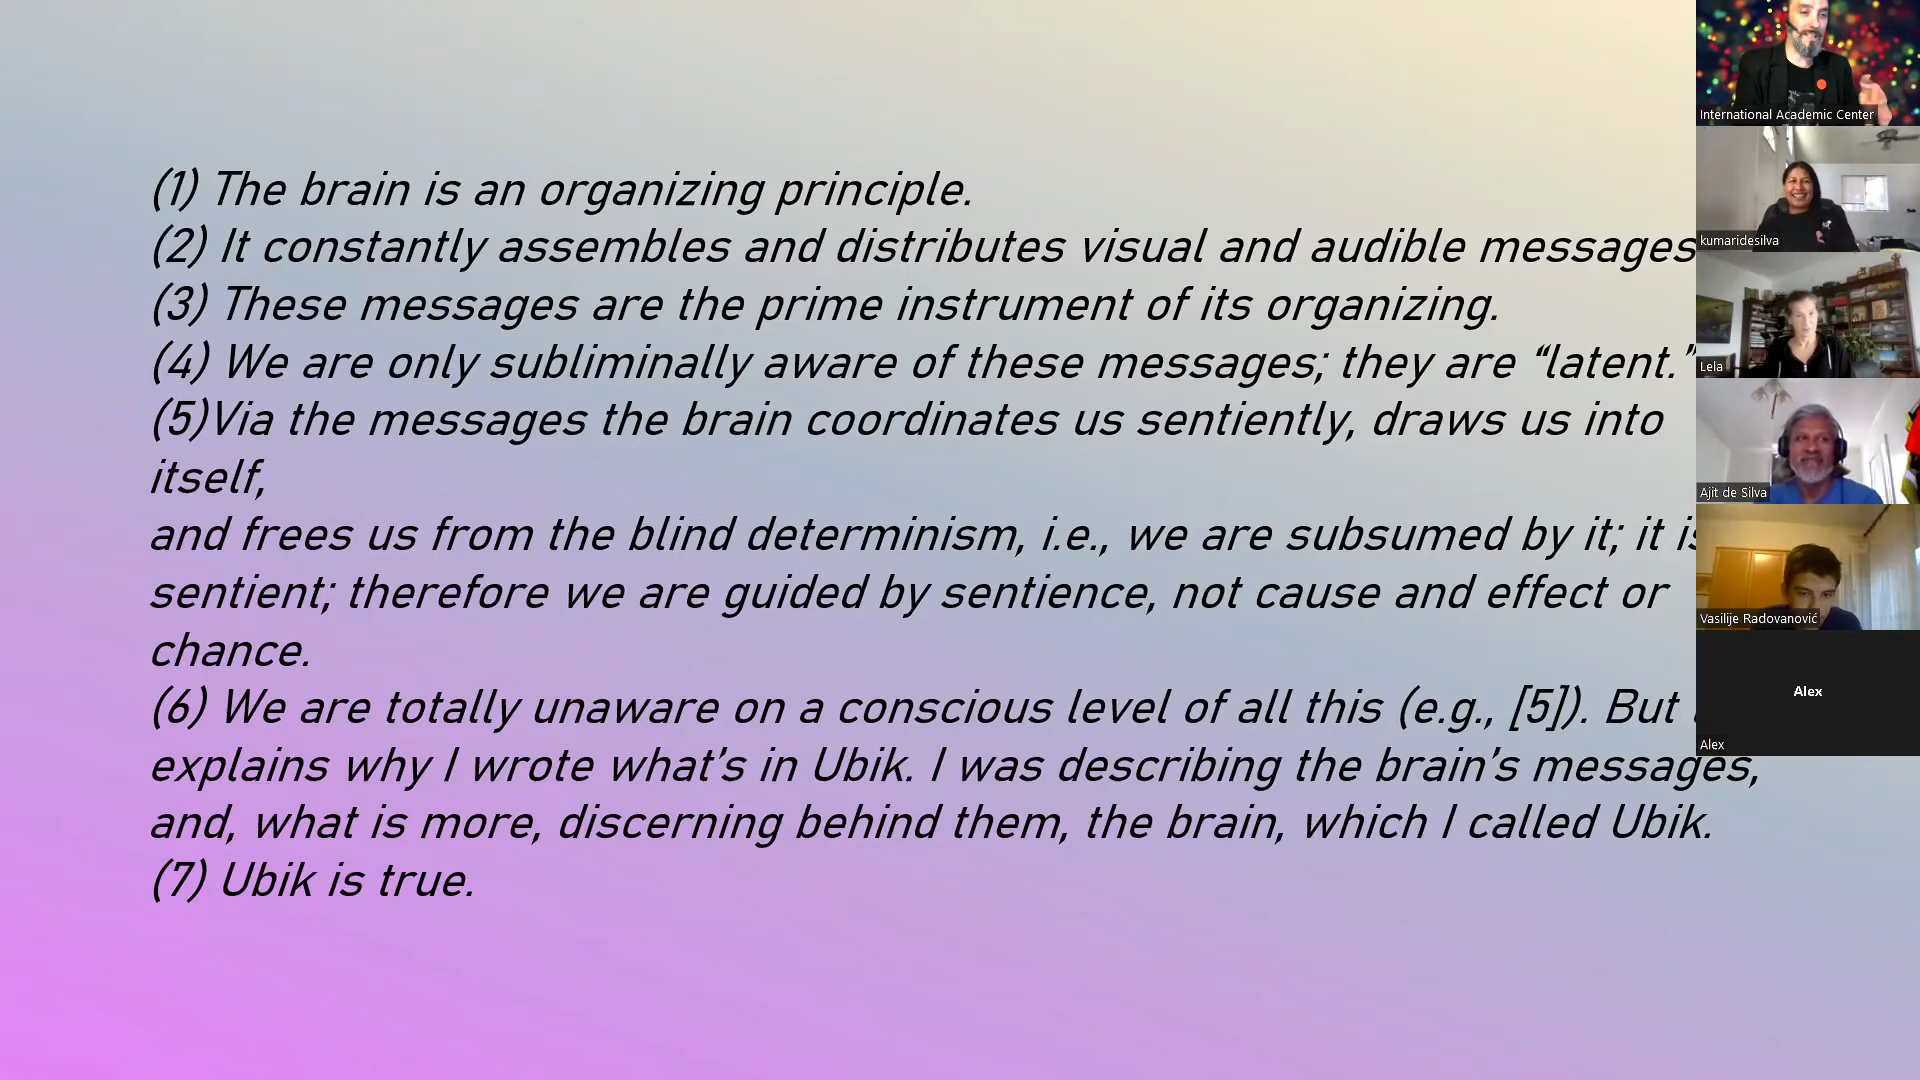 (1) The brain is an organizing principle.
(2) It constantly assembles and distributes visual and audible messages
(3) These messages are the prime instrument of its organizing.
(4) We are only subliminally aware of these messages; they are “latent.”
(5)Via the messages the brain coordinates us sentiently, draws us into
itself,
and frees us from the blind determinism, i.e., we are subsumed by it; it is
sentient; therefore we are guided by sentience, not cause and effect or
chance.
(6) We are totally unaware on a conscious level of all this (e.g., [5]). But
explains why I wrote what’s in Ubik. I was describing the brain’s messages,
and, what is more, discerning behind them, the brain, which I called Ubik.
(7) Ubik is true.
International Academic Center
kumaridesilva
Lela
Ajit de Silva
Vasilije Radovanović
Alex
Alex